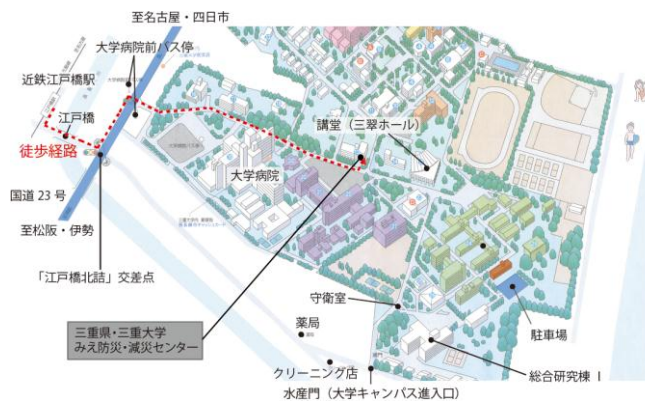 至名古屋・四日市
大学病院前バス停
近鉄江戸橋駅
江戸橋
徒歩経路
講堂（三翠ホール）
大学病院
国道23号
至松阪・伊勢
「江戸橋北詰」交差点
守衛室
三重県・三重大学
みえ防災・減災センター
薬局
駐車場
クリーニング店
総合研究棟 I
水産門（大学キャンパス進入口）